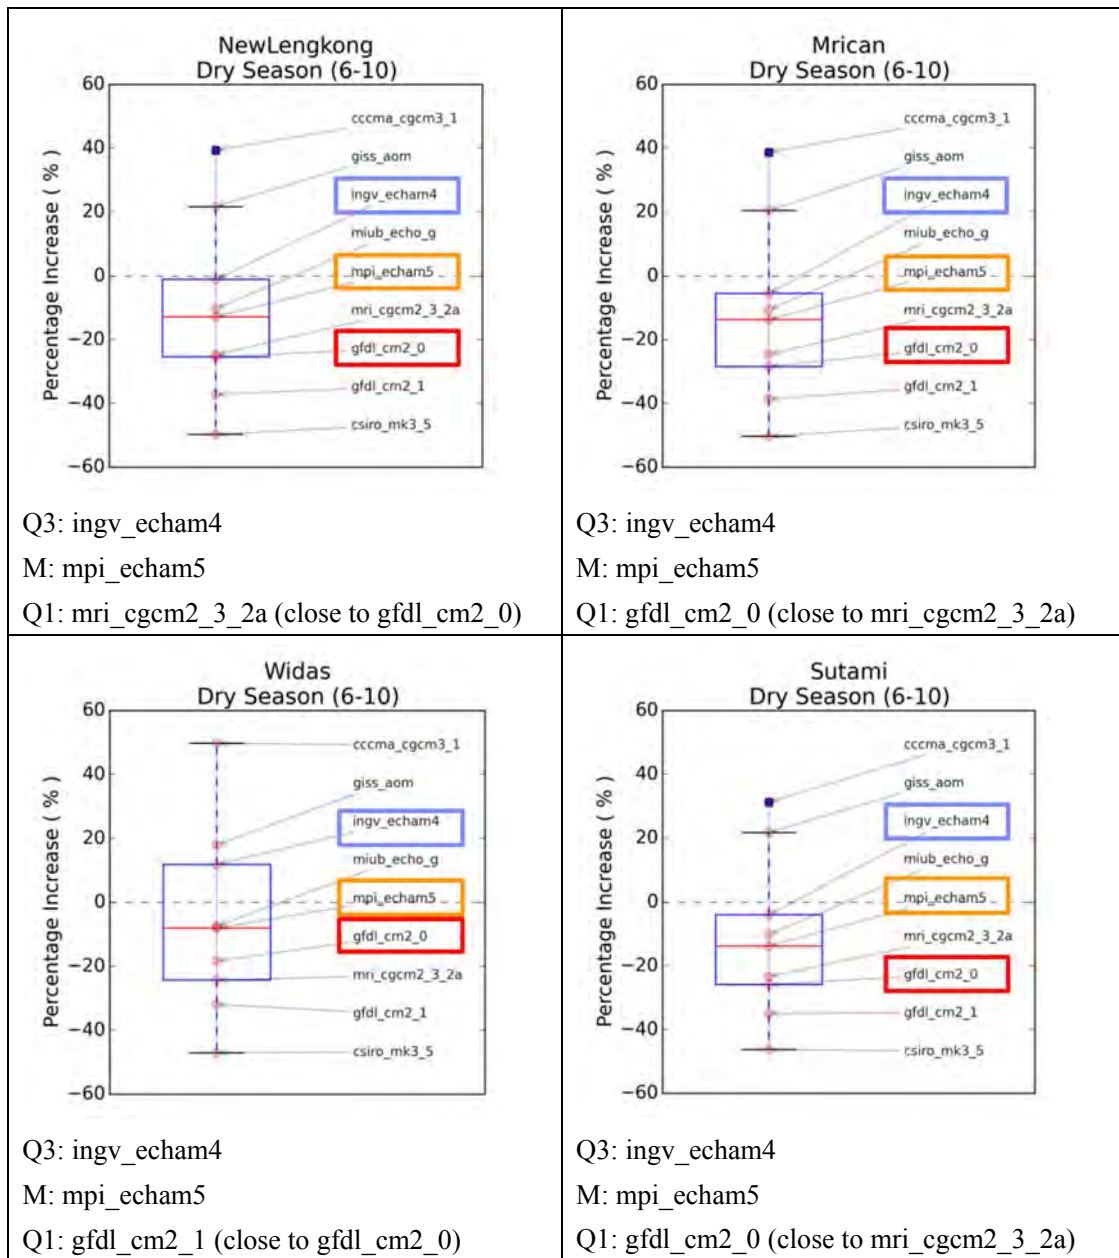 NewLengkong
Dry Season (6-10)
60
40
20
0
−20
−40
−60
Percentage Increase ( % )
cccma_cgcm3_1
giss_aom
ingv_echam4
miub_echo_g
mpi_echam5
mri_cgcm2_3_2a
gfdl_cm2_0
gfdl_cm2_1
csiro_mk3_5
Q3: ingv_echam4
M: mpi_echam5
Q1: mri_cgcm2_3_2a (close to gfdl_cm2_0)
Mrican
Dry Season (6-10)
60
40
20
0
−20
−40
−60
Percentage Increase ( % )
cccma_cgcm3_1
giss_aom
ingv_echam4
miub_echo_g
mpi_echam5
mri_cgcm2_3_2a
gfdl_cm2_0
gfdl_cm2_1
csiro_mk3_5
Q3: ingv_echam4
M: mpi_echam5
Q1: gfdl_cm2_0 (close to mri_cgcm2_3_2a)
Widas
Dry Season (6-10)
60
40
20
0
−20
−40
−60
Percentage Increase ( % )
cccma_cgcm3_1
giss_aom
ingv_echam4
miub_echo_g
mpi_echam5
gfdl_cm2_0
mri_cgcm2_3_2a
gfdl_cm2_1
csiro_mk3_5
Q3: ingv_echam4
M: mpi_echam5
Q1: gfdl_cm2_1 (close to gfdl_cm2_0)
Sutami
Dry Season (6-10)
60
40
20
0
−20
−40
−60
Percentage Increase ( % )
cccma_cgcm3_1
giss_aom
ingv_echam4
miub_echo_g
mpi_echam5
mri_cgcm2_3_2a
gfdl_cm2_0
gfdl_cm2_1
csiro_mk3_5
Q3: ingv_echam4
M: mpi_echam5
Q1: gfdl_cm2_0 (close to mri_cgcm2_3_2a)